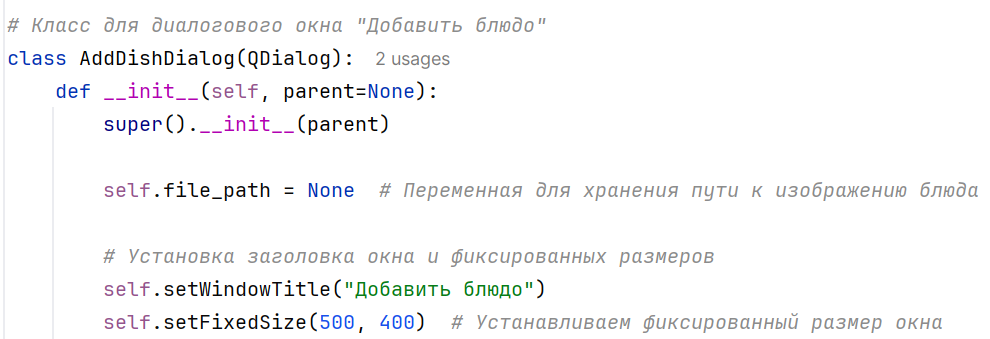 # Класс для диалогового окна "Добавить блюдо"
class AddDishDialog(QDialog):  2 usages
    def __init__(self, parent=None):
        super().__init__(parent)

        self.file_path = None  # Переменная для хранения пути к изображению блюда

        # Установка заголовка окна и фиксированных размеров
        self.setWindowTitle("Добавить блюдо")
        self.setFixedSize(500, 400)  # Устанавливаем фиксированный размер окна